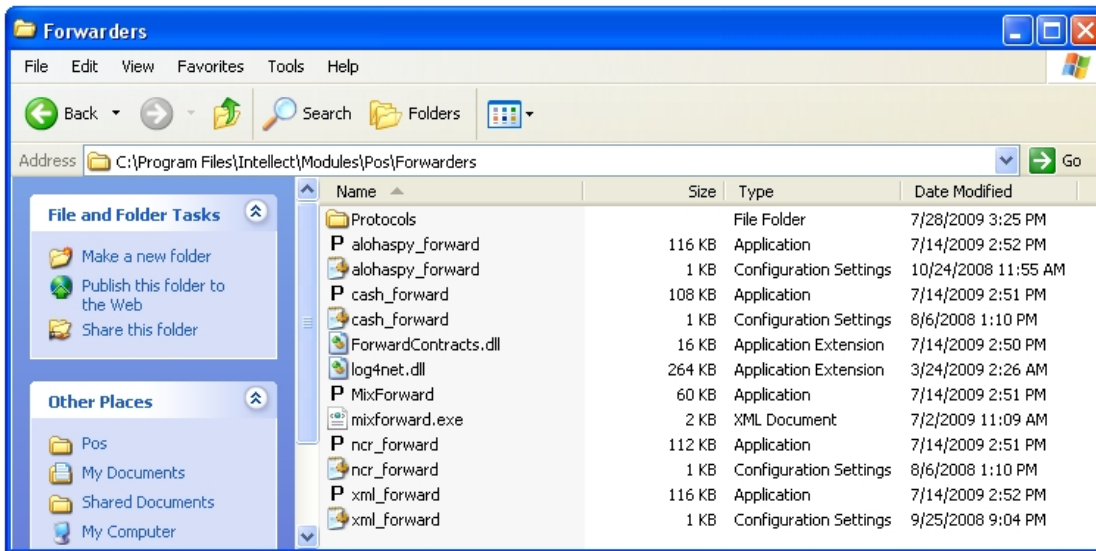 Forwarders
File Edit View Favorites Tools Help
Back Search Folders
Address C:\Program Files\Intellect\Modules\Pos\Forwarders Go
File and Folder Tasks
Make a new folder
Publish this folder to
the Web
Share this folder
Other Places
Pos
My Documents
Shared Documents
My Computer
Name Size Type Date Modified
Protocols File Folder 7/28/2009 3:25 PM
P alohaspy_forward 116 KB Application 7/14/2009 2:52 PM
alohaspy_forward 1 KB Configuration Settings 10/24/2008 11:55 AM
P cash_forward 108 KB Application 7/14/2009 2:51 PM
cash_forward 1 KB Configuration Settings 8/6/2008 1:10 PM
ForwardContracts.dll 16 KB Application Extension 7/14/2009 2:50 PM
log4net.dll 264 KB Application Extension 3/24/2009 2:26 AM
P MixForward 60 KB Application 7/14/2009 2:51 PM
mixforward.exe 2 KB XML Document 7/2/2009 11:09 AM
P ncr_forward 112 KB Application 7/14/2009 2:51 PM
ncr_forward 1 KB Configuration Settings 8/6/2008 1:10 PM
P xml_forward 116 KB Application 7/14/2009 2:52 PM
xml_forward 1 KB Configuration Settings 9/25/2008 9:04 PM